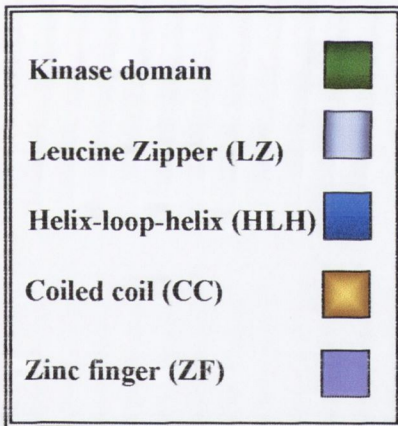 Kinase domain
Leucine Zipper (LZ)
Helix-loop-helix (HLH)
Coiled coil (CC)
Zinc finger (ZF)